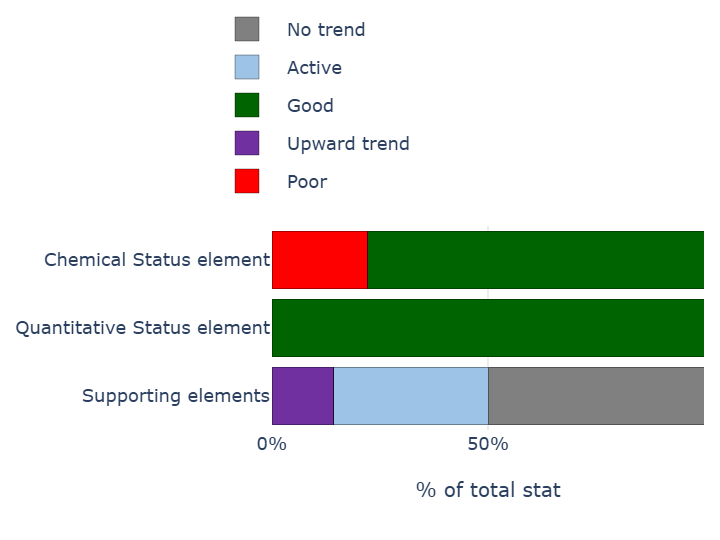 No trend
Active
Good
Upward trend
Poor
Chemical Status element
Quantitative Status element
Supporting elements
0% 50%
% of total stat